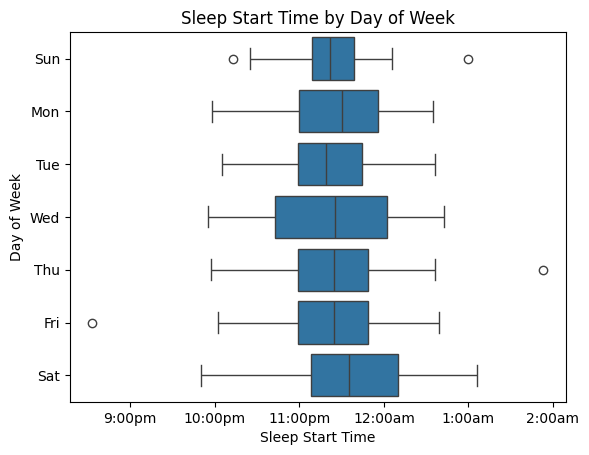 Sleep Start Time by Day of Week
Day of Week
Sun
Mon
Tue
Wed
Thu
Fri
Sat
9:00pm 10:00pm 11:00pm 12:00am 1:00am 2:00am
Sleep Start Time